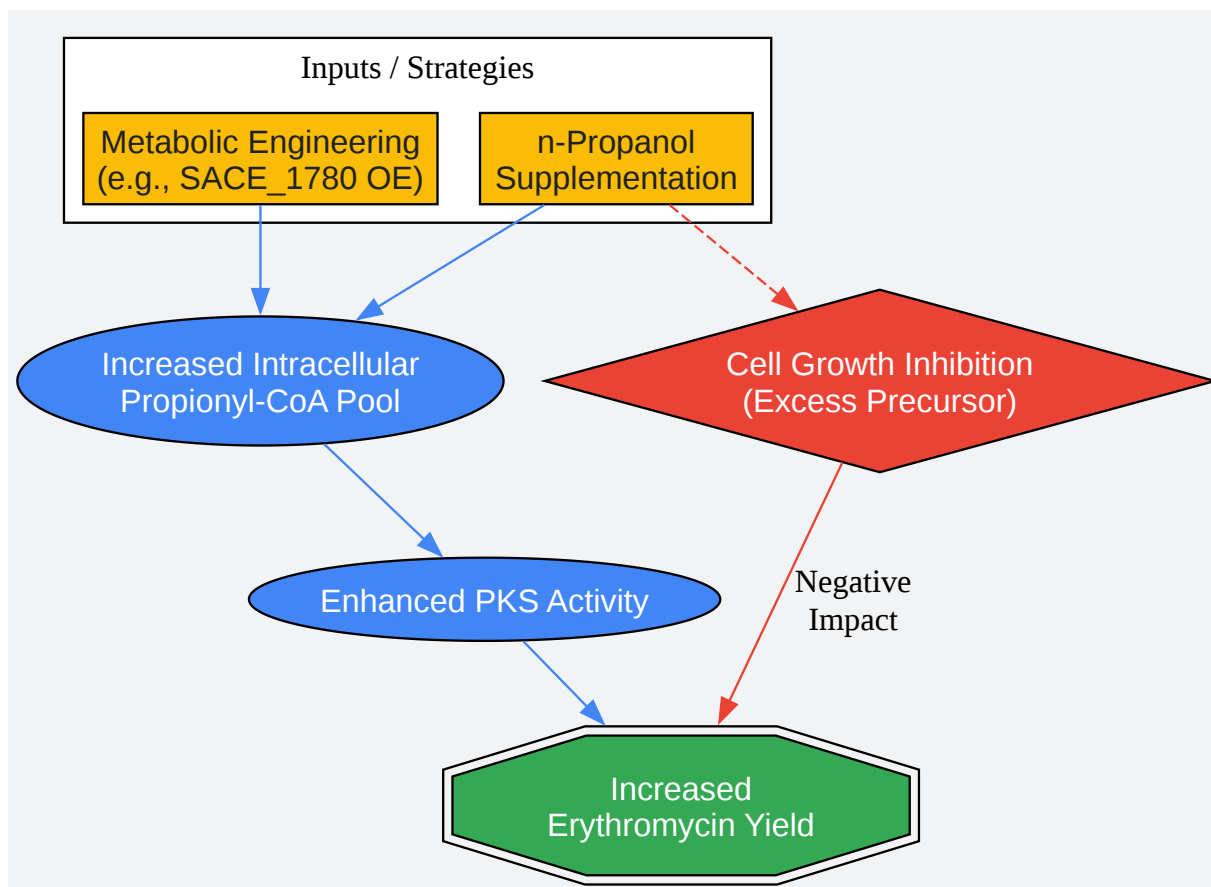 Inputs / Strategies
Metabolic Engineering
(e.g., SACE_1780 OE)
n-Propanol
Supplementation
Increased Intracellular
Propionyl-CoA Pool
Cell Growth Inhibition
(Excess Precursor)
Enhanced PKS Activity
Negative
Impact
Increased
Erythromycin Yield